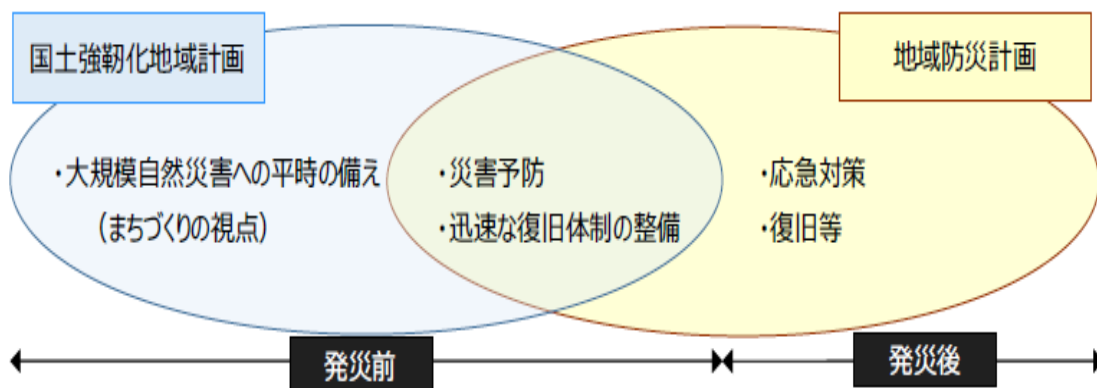 国土強靭化地域計画
地域防災計画
・大規模自然災害への平時の備え
（まちづくりの視点）
・災害予防
・迅速な復旧体制の整備
・応急対策
・復旧等
発災前
発災後